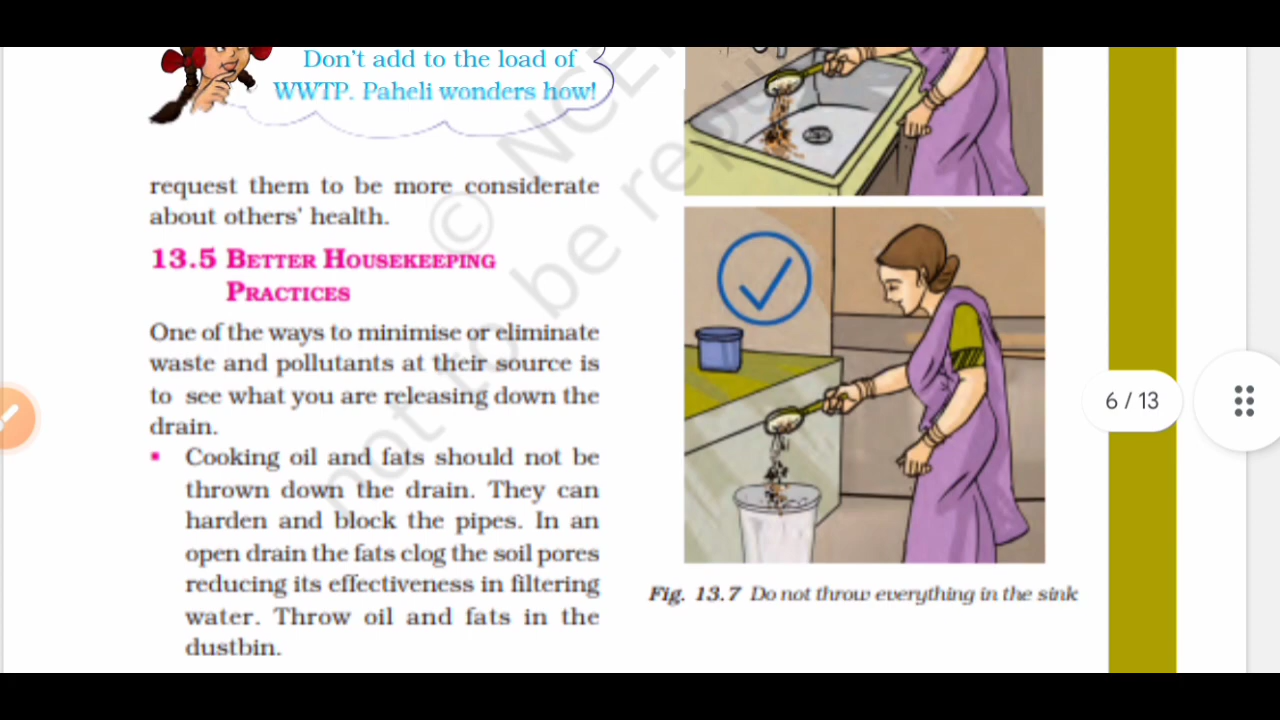 Don't add to the load of
WWTP. Paheli wonders how!
request them to be more considerate
about others' health.
13.5 BETTER HOUSEKEEPING
PRACTICES
One of the ways to minimise or eliminate
waste and pollutants at their source is
to see what you are releasing down the
drain.
▪ Cooking oil and fats should not be
thrown down the drain. They can
harden and block the pipes. In an
open drain the fats clog the soil pores
reducing its effectiveness in filtering
water. Throw oil and fats in the
dustbin.
Fig. 13.7 Do not throw everything in the sink
6 / 13
not to be
©